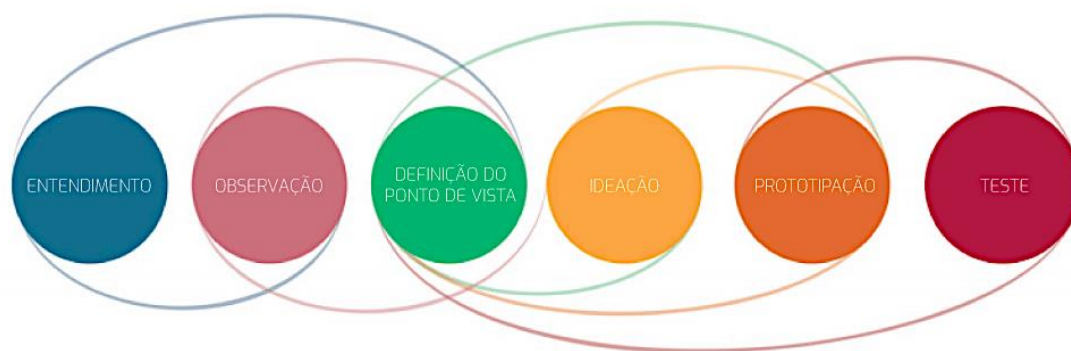 ENTENDIMENTO
OBSERVAÇÃO
DEFINIÇÃO DO
PONTO DE VISTA
IDEAÇÃO
PROTOTIPAÇÃO
TESTE